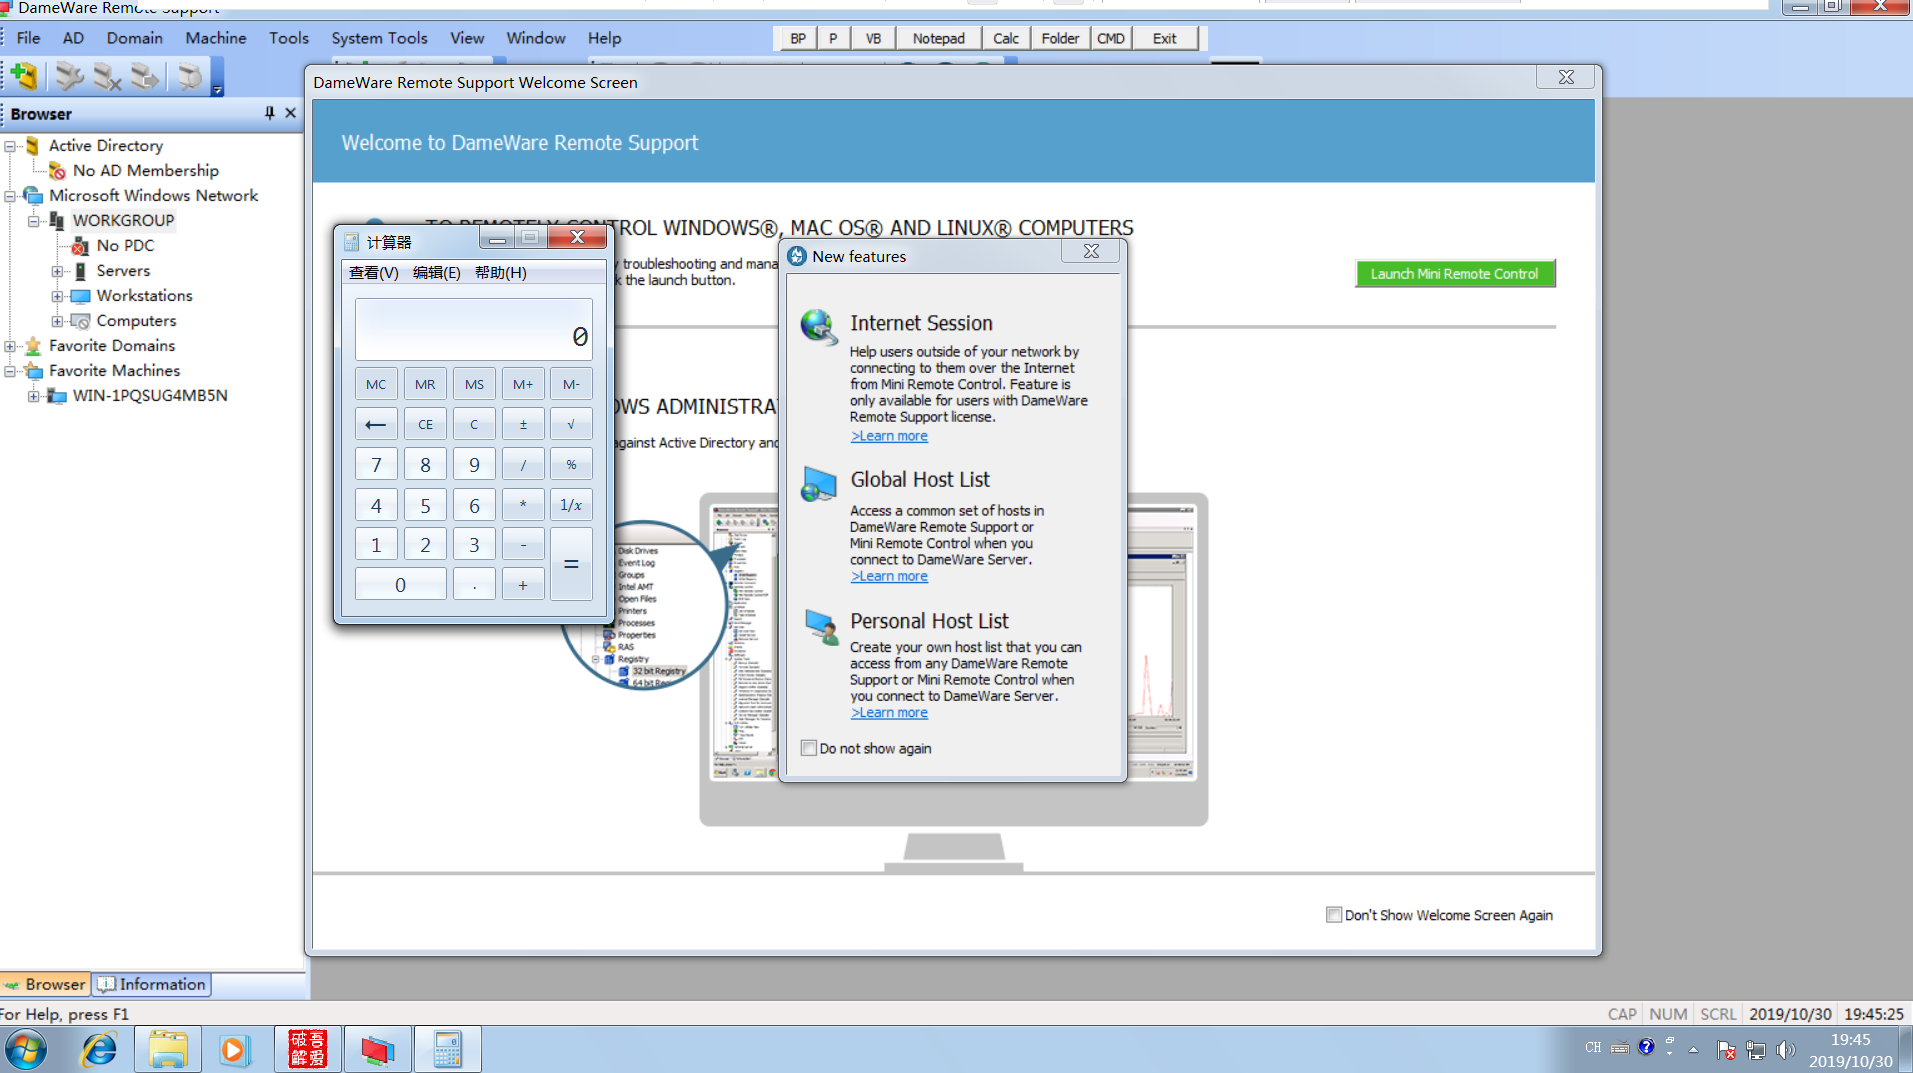 DameWare Remote Support
File AD Domain Machine Tools System Tools View Window Help
BP P VB Notepad Calc Folder CMD Exit
Browser
Active Directory
No AD Membership
Microsoft Windows Network
WORKGROUP
No PDC
Servers
Workstations
Computers
Favorite Domains
Favorite Machines
WIN-1PQSUG4MB5N
Browser Information
For Help, press F1
DameWare Remote Support Welcome Screen
Welcome to DameWare Remote Support
REMOTELY CONTROL WINDOWS®, MAC OS® AND LINUX® COMPUTERS
troubleshooting and
the launch button.
Launch Mini Remote Control
against Active Directory
计算器
查看(V) 编辑(E) 帮助(H)
0
MC MR MS M+ M-
← CE C ± √
7 8 9 / %
4 5 6 * 1/x
1 2 3 - =
0 . +
New features
Internet Session
Help users outside of your network by
connecting to them over the Internet
from Mini Remote Control. Feature is
only available for users with DameWare
Remote Support license.
>Learn more
Global Host List
Access a common set of hosts in
DameWare Remote Support or
Mini Remote Control when you
connect to DameWare Server.
>Learn more
Personal Host List
Create your own host list that you can
access from any DameWare Remote
Support or Mini Remote Control when
you connect to DameWare Server.
>Learn more
Do not show again
Disk Drives
Event Log
Groups
Intel AMT
Open Files
Printers
Processes
Properties
RAS
Registry
32 bit Registry
64 bit
Don't Show Welcome Screen Again
CAP NUM SCRL 2019/10/30 19:45:25
吾爱破解
CH
19:45
2019/10/30